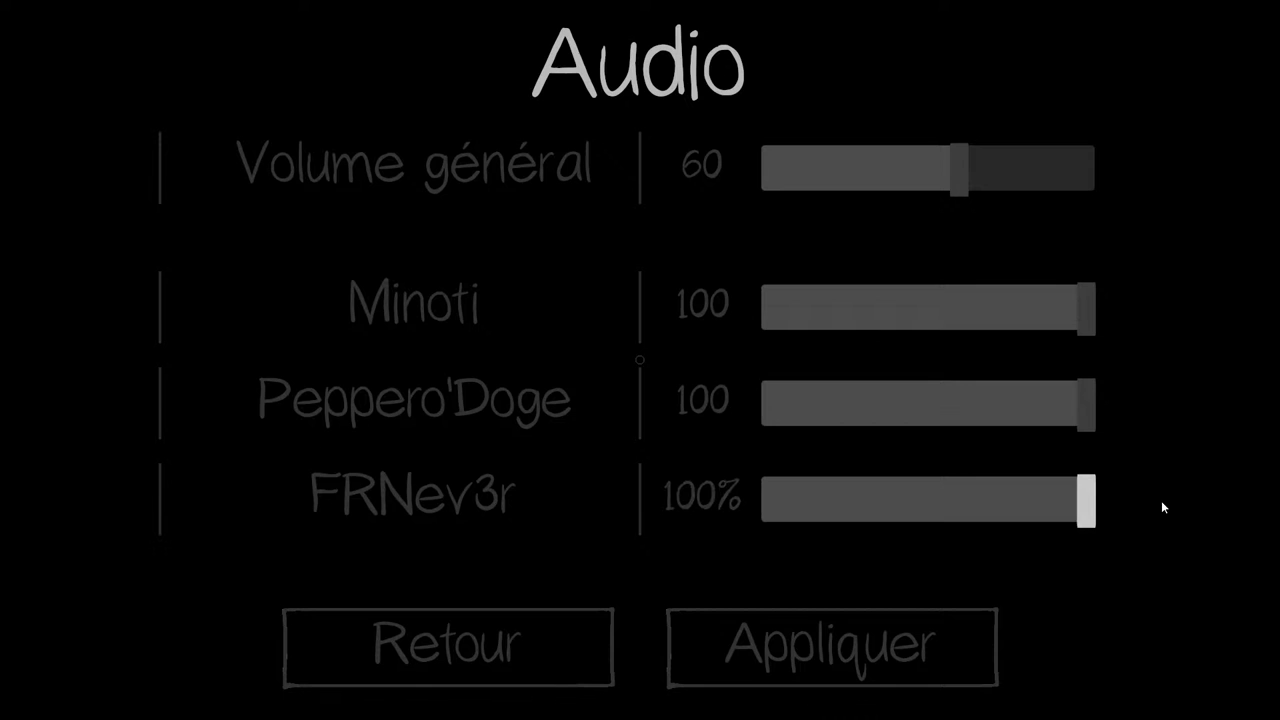 Audio
Volume général 60
Minoti 100
Peppero'Doge 100
FRNev3r 100%
Retour Appliquer